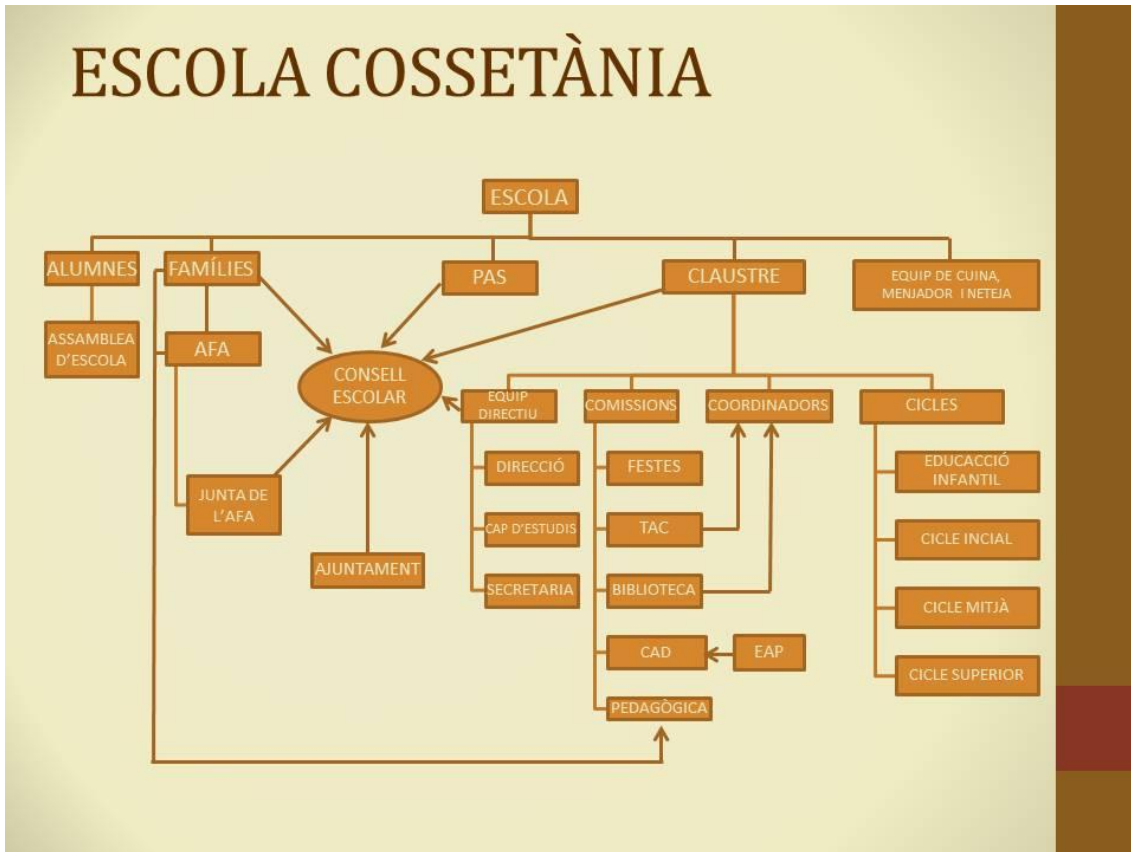 ESCOLA COSSETÀNIA
ESCOLA
ALUMNES
FAMÍLIES
PAS
CLAUSTRE
EQUIP DE CUINA,
MENJADOR I NETEJA
ASSAMBLEA
D'ESCOLA
AFA
CONSELL
ESCOLAR
EQUIP
DIRECTIU
COMISSIONS
COORDINADORS
CICLES
DIRECCIÓ
FESTES
EDUCACCIÓ
INFANTIL
JUNTA DE
L'AFA
CAP D'ESTUDIS
TAC
CICLE INCIAL
AJUNTAMENT
SECRETARIA
BIBLIOTECA
CICLE MITJÀ
CAD
EAP
CICLE SUPERIOR
PEDAGÒGICA